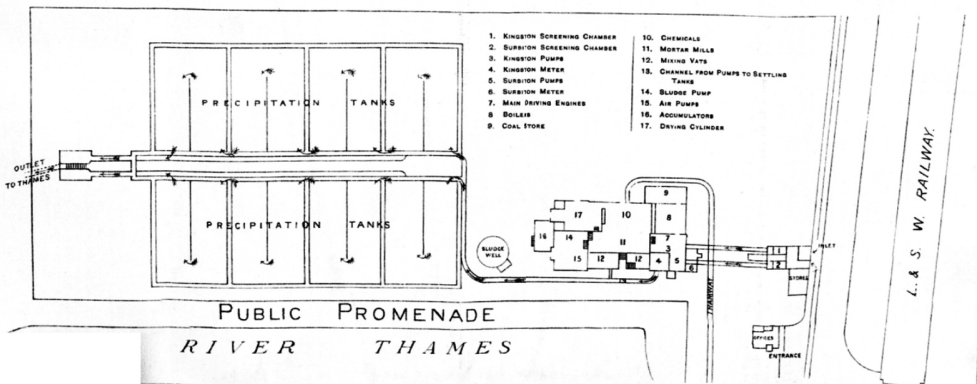 1. KINGSTON SCREENING CHAMBER
2. SURBITON SCREENING CHAMBER
3. KINGSTON PUMPS
4. KINGSTON METER
5. SURBITON PUMPS
6. SURBITON METER
7. MAIN DRIVING ENGINES
8 BOILERS
9. COAL STORE
10. CHEMICALS
11. MORTAR MILLS
12. MIXING VATS
13. CHANNEL FROM PUMPS TO SETTLING
TANKS
14. SLUDGE PUMP
15. AIR PUMPS
16. ACCUMULATORS
17. DRYING CYLINDER
PRECIPITATION TANKS
OUTLET
TO THAMES
PRECIPITATION TANKS
SLUDGE
WELL
16
17
14
15
10
11
12
12
9
8
7
3
4
5
6
1
2
INLET
STORES
TRAMWAY
OFFICES
ENTRANCE
L. & S. W. RAILWAY.
PUBLIC PROMENADE
RIVER THAMES